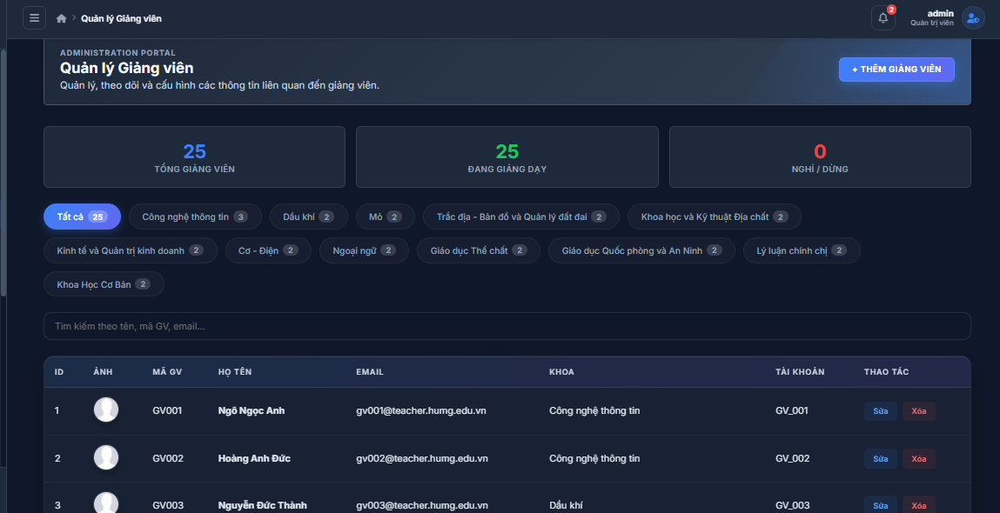 Quản lý Giảng viên
2
admin
Quản trị viên
ADMINISTRATION PORTAL
Quản lý Giảng viên
Quản lý, theo dõi và cấu hình các thông tin liên quan đến giảng viên.
+ THÊM GIẢNG VIÊN
25
TỔNG GIẢNG VIÊN
25
ĐANG GIẢNG DẠY
0
NGHỈ / DỪNG
Tất cả 25 Công nghệ thông tin 3 Dầu khí 2 Mỏ 2 Trắc địa - Bản đồ và Quản lý đất đai 2 Khoa học và Kỹ thuật Địa chất 2
Kinh tế và Quản trị kinh doanh 2 Cơ - Điện 2 Ngoại ngữ 2 Giáo dục Thể chất 2 Giáo dục Quốc phòng và An Ninh 2 Lý luận chính chị 2
Khoa Học Cơ Bản 2
Tìm kiếm theo tên, mã GV, email...
ID ẢNH MÃ GV HỌ TÊN EMAIL KHOA TÀI KHOẢN THAO TÁC
1 GV001 Ngô Ngọc Anh gv001@teacher.humg.edu.vn Công nghệ thông tin GV_001 Sửa Xóa
2 GV002 Hoàng Anh Đức gv002@teacher.humg.edu.vn Công nghệ thông tin GV_002 Sửa Xóa
3 GV003 Nguyễn Đức Thành gv003@teacher.humg.edu.vn Dầu khí GV_003 Sửa Xóa